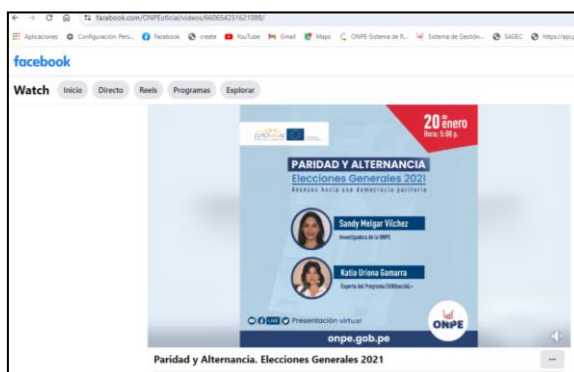 facebook.com/ONPEoficial/videos/660654251621088/
Aplicaciones Configuración Pers... Facebook create YouTube Gmail Maps ONPE-Sistema de R... Sistema de Gestión... SAGEC https://api.p
facebook
Watch Inicio Directo Reels Programas Explorar
20 de enero
Hora: 5:00 p.
PARIDAD Y ALTERNANCIA
Elecciones Generales 2021
Avances hacia una democracia paritaria
Sandy Melgar Vilchez
Investigadora de la ONPE
Katia Uriona Gamarra
Experta del Programa EUROsociAL+
LIVE Presentación virtual
ONPE
onpe.gob.pe
Paridad y Alternancia. Elecciones Generales 2021